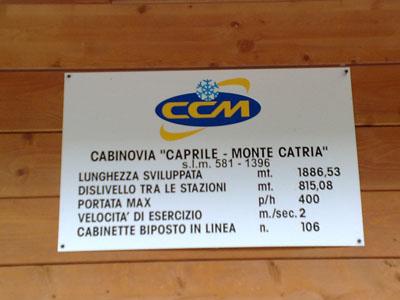 CCM
CABINOVIA "CAPRILE - MONTE CATRIA"
s.l.m. 581 - 1396
LUNGHEZZA SVILUPPATA mt. 1886,53
DISLIVELLO TRA LE STAZIONI mt. 815,08
PORTATA MAX p/h 400
VELOCITA' DI ESERCIZIO m./sec. 2
CABINETTE BIPOSTO IN LINEA n. 106